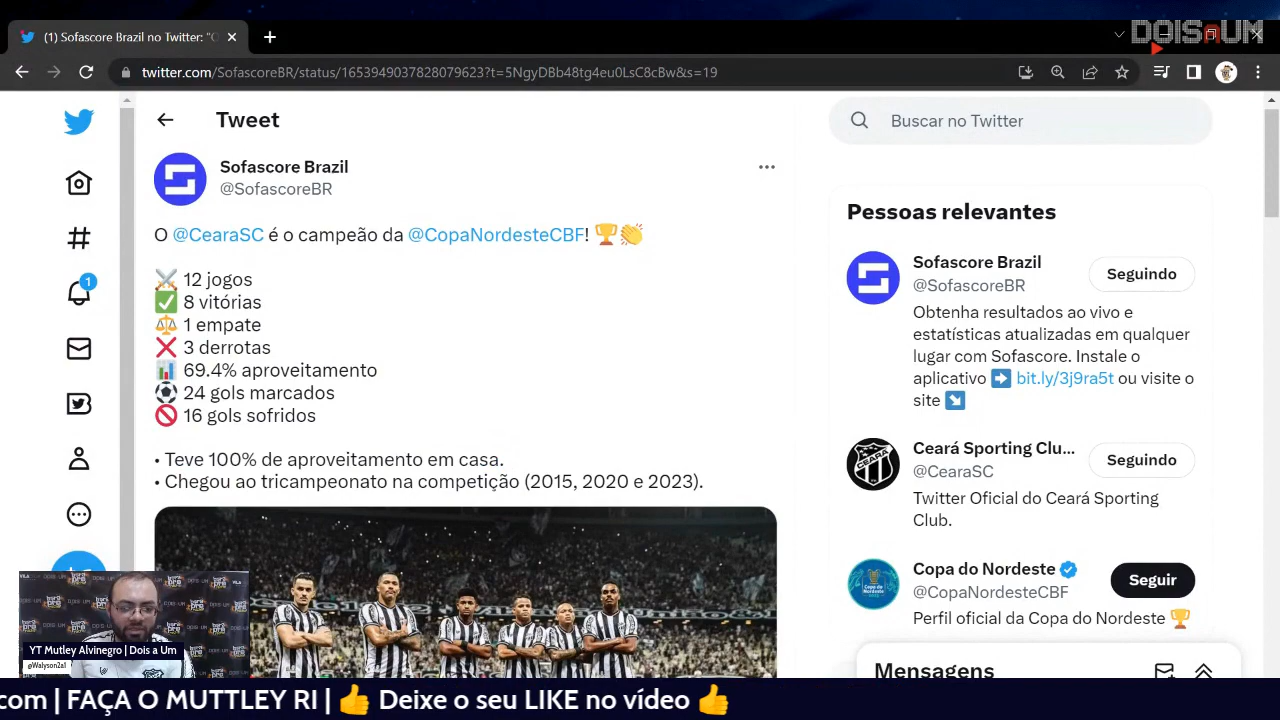 (1) Sofascore Brazil no Twitter: "O
DOISAUM
twitter.com/SofascoreBR/status/1653949037828079623?t=5NgyDBb48tg4eu0LsC8cBw&s=19
Tweet
Sofascore Brazil
@SofascoreBR
O @CearaSC é o campeão da @CopaNordesteCBF! 🏆👏
⚔️ 12 jogos
✅ 8 vitórias
⚖️ 1 empate
❌ 3 derrotas
📊 69.4% aproveitamento
⚽ 24 gols marcados
🚫 16 gols sofridos
• Teve 100% de aproveitamento em casa.
• Chegou ao tricampeonato na competição (2015, 2020 e 2023).
Buscar no Twitter
Pessoas relevantes
Sofascore Brazil
@SofascoreBR
Seguindo
Obtenha resultados ao vivo e
estatísticas atualizadas em qualquer
lugar com Sofascore. Instale o
aplicativo ➡️ bit.ly/3j9ra5t ou visite o
site ↘️
Ceará Sporting Clu...
@CearaSC
Seguindo
Twitter Oficial do Ceará Sporting
Club.
Copa do Nordeste
@CopaNordesteCBF
Seguir
Perfil oficial da Copa do Nordeste 🏆
Mensagens
1
CEARÁ
YT Mutley Alvinegro | Dois a Um
@Walyson2a1
com | FAÇA O MUTTLEY RI | 👍 Deixe o seu LIKE no vídeo 👍